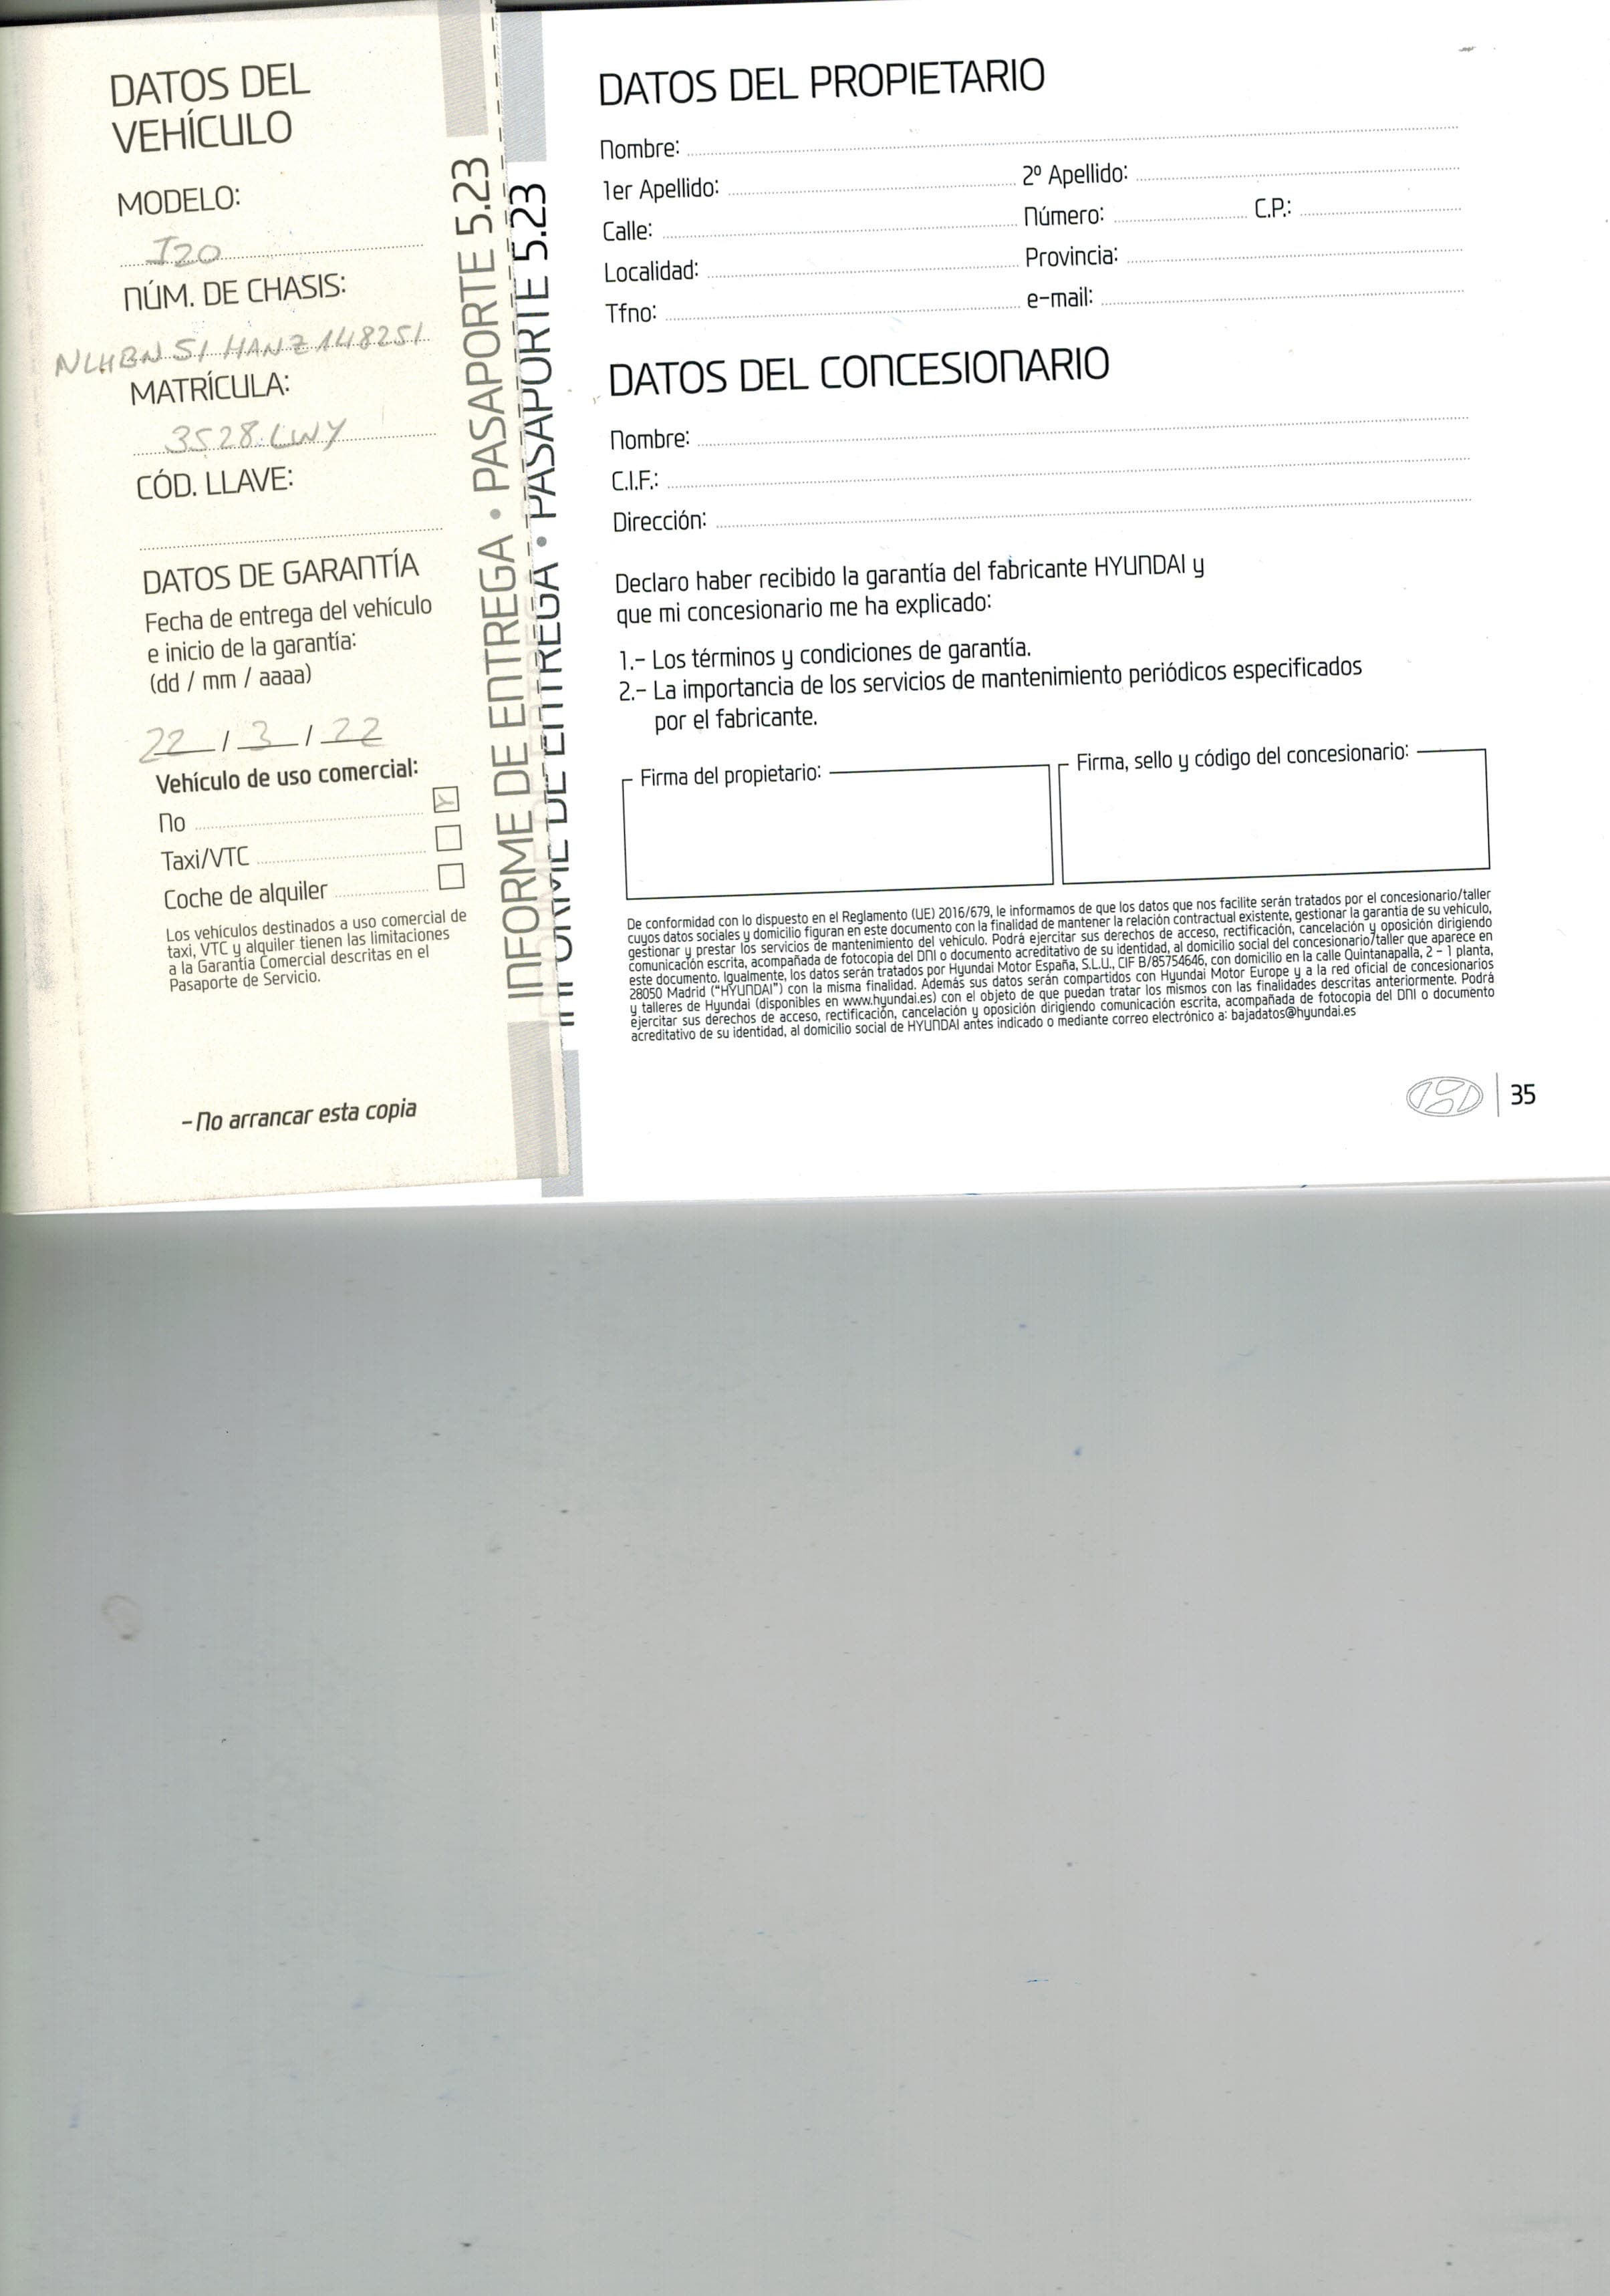 DATOS DEL
VEHÍCULO
MODELO:
I20
NÚM. DE CHASIS:
NLHBN51HANZ148251
MATRÍCULA:
3528 LWY
CÓD. LLAVE:
DATOS DE GARANTÍA
Fecha de entrega del vehículo
e inicio de la garantía:
(dd / mm / aaaa)
22 / 3 / 22
Vehículo de uso comercial:
No
Taxi/VTC
Coche de alquiler
Los vehículos destinados a uso comercial de
taxi, VTC y alquiler tienen las limitaciones
a la Garantía Comercial descritas en el
Pasaporte de Servicio.
-No arrancar esta copia
INFORME DE ENTREGA • PASAPORTE 5.23
INFORME DE ENTREGA • PASAPORTE 5.23
DATOS DEL PROPIETARIO
Nombre:
1er Apellido: 2º Apellido:
Calle: Número: C.P.:
Localidad: Provincia:
Tfno: e-mail:
DATOS DEL CONCESIONARIO
Nombre:
C.I.F.:
Dirección:
Declaro haber recibido la garantía del fabricante HYUNDAI y
que mi concesionario me ha explicado:
1.- Los términos y condiciones de garantía.
2.- La importancia de los servicios de mantenimiento periódicos especificados
por el fabricante.
Firma del propietario: Firma, sello y código del concesionario:
De conformidad con lo dispuesto en el Reglamento (UE) 2016/679, le informamos de que los datos que nos facilite serán tratados por el concesionario/taller
cuyos datos sociales y domicilio figuran en este documento con la finalidad de mantener la relación contractual existente, gestionar la garantía de su vehículo,
gestionar y prestar los servicios de mantenimiento del vehículo. Podrá ejercitar sus derechos de acceso, rectificación, cancelación y oposición dirigiendo
comunicación escrita, acompañada de fotocopia del DNI o documento acreditativo de su identidad, al domicilio social del concesionario/taller que aparece en
este documento. Igualmente, los datos serán tratados por Hyundai Motor España, S.L.U., CIF B/85754646, con domicilio en la calle Quintanapalla, 2 - 1 planta,
28050 Madrid ("HYUNDAI") con la misma finalidad. Además sus datos serán compartidos con Hyundai Motor Europe y a la red oficial de concesionarios
y talleres de Hyundai (disponibles en www.hyundai.es) con el objeto de que puedan tratar los mismos con las finalidades descritas anteriormente. Podrá
ejercitar sus derechos de acceso, rectificación, cancelación y oposición dirigiendo comunicación escrita, acompañada de fotocopia del DNI o documento
acreditativo de su identidad, al domicilio social de HYUNDAI antes indicado o mediante correo electrónico a: bajadatos@hyundai.es
35